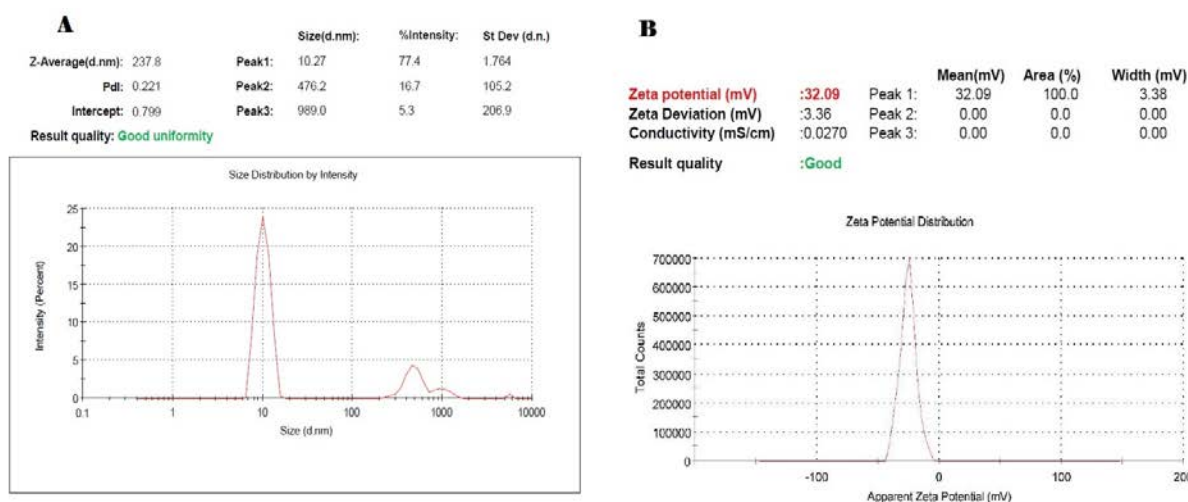 A
Size(d.nm): %Intensity: St Dev (d.n.)
Z-Average(d.nm): 237.8 Peak1: 10.27 77.4 1.764
PdI: 0.221 Peak2: 476.2 16.7 105.2
Intercept: 0.799 Peak3: 989.0 5.3 206.9
Result quality: Good uniformity
Size Distribution by Intensity
Intensity (Percent)
25
20
15
10
5
0
0.1 1 10 100 1000 10000
Size (d.nm)
B
Mean(mV) Area (%) Width (mV)
Zeta potential (mV) :32.09 Peak 1: 32.09 100.0 3.38
Zeta Deviation (mV) :3.36 Peak 2: 0.00 0.0 0.00
Conductivity (mS/cm) :0.0270 Peak 3: 0.00 0.0 0.00
Result quality :Good
Zeta Potential Distribution
Total Counts
700000
600000
500000
400000
300000
200000
100000
0
-100 0 100 200
Apparent Zeta Potential (mV)